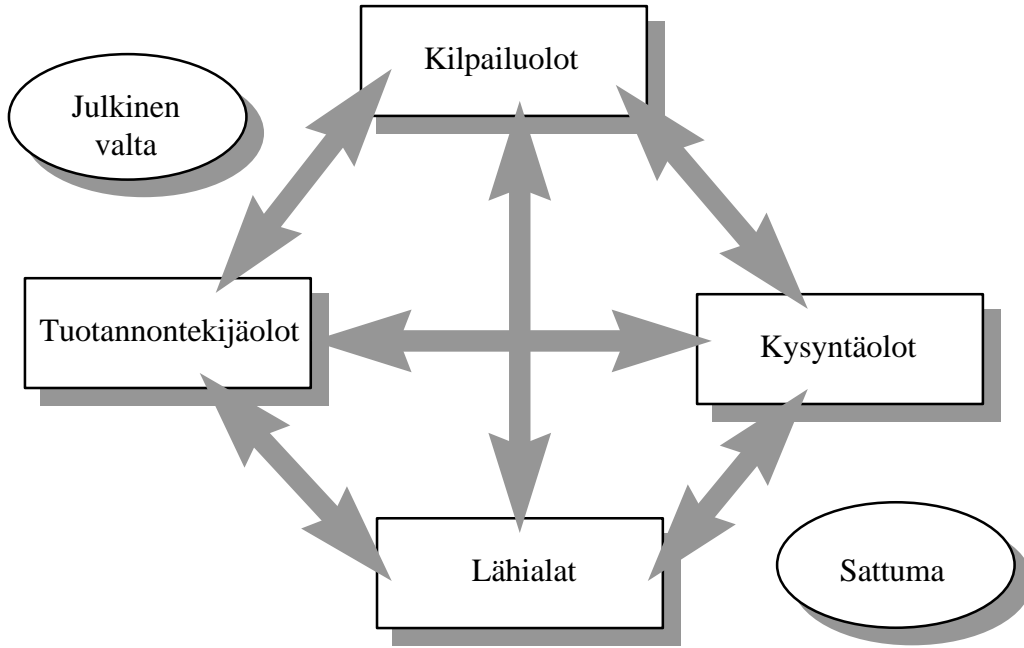 Kilpailuolot
Julkinen
valta
Tuotannontekijäolot
Kysyntäolot
Lähialat
Sattuma